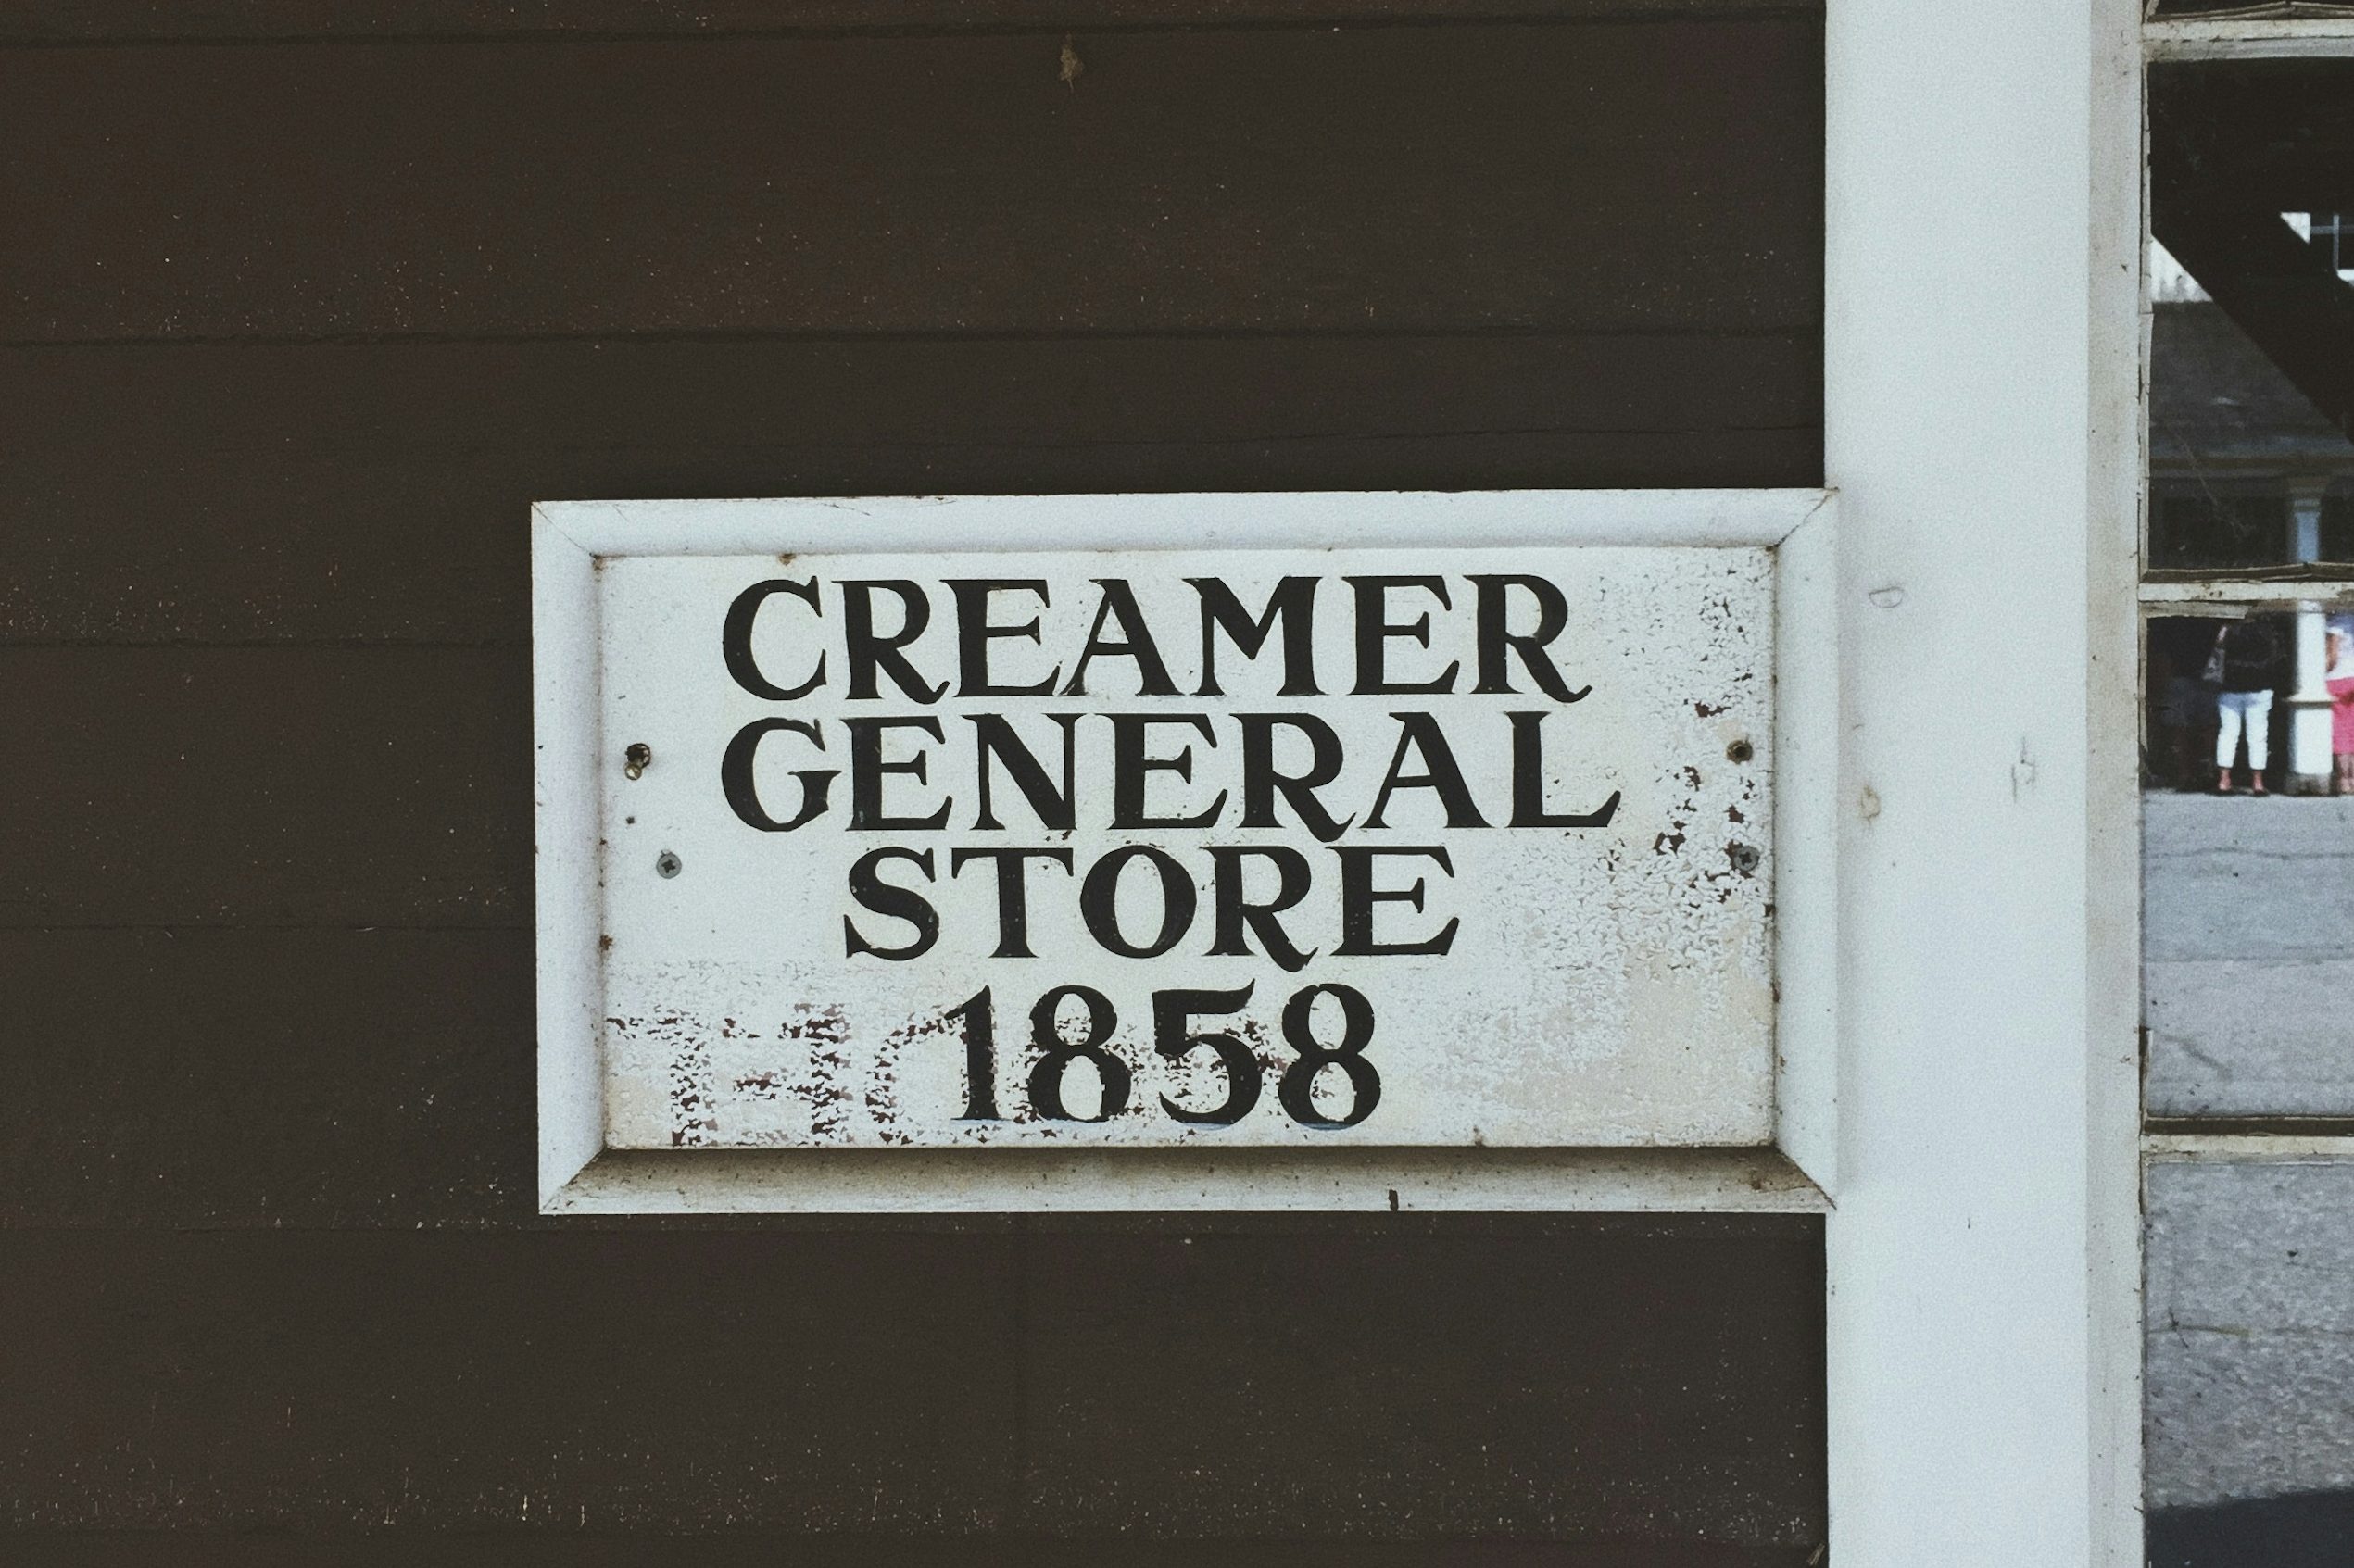 CREAMER
GENERAL
STORE
1858